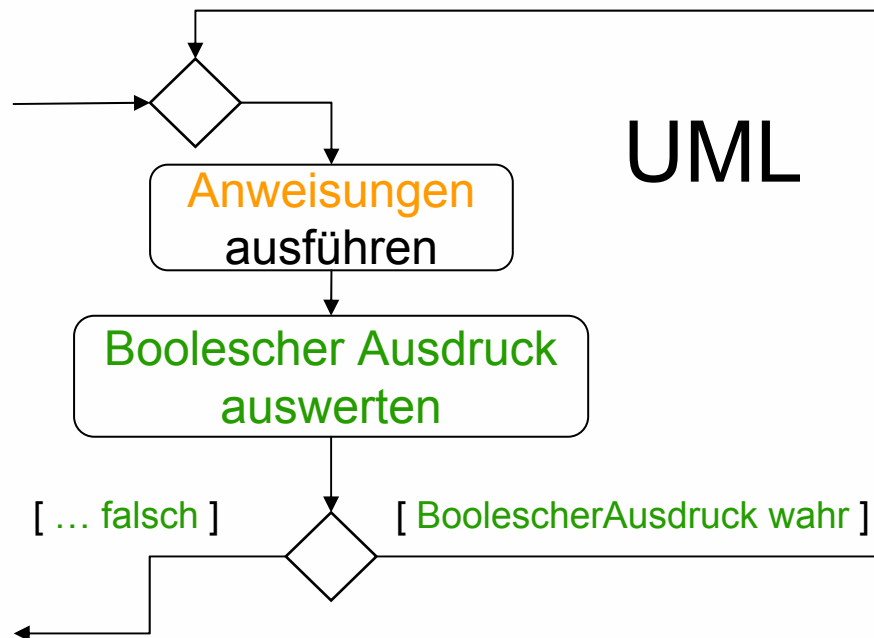 UML
Anweisungen
ausführen
Boolescher Ausdruck
auswerten
[ … falsch ]
[ BoolescherAusdruck wahr ]